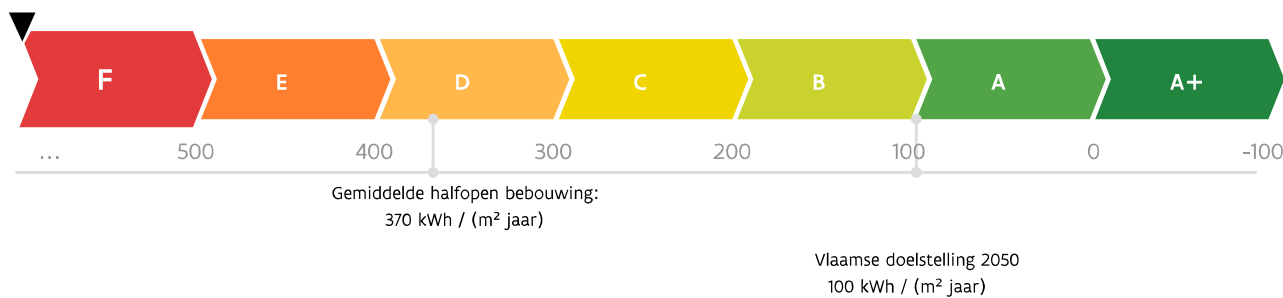 F E D C B A A+
... 500 400 300 200 100 0 -100
Gemiddelde halfopen bebouwing:
370 kWh / (m² jaar)
Vlaamse doelstelling 2050
100 kWh / (m² jaar)